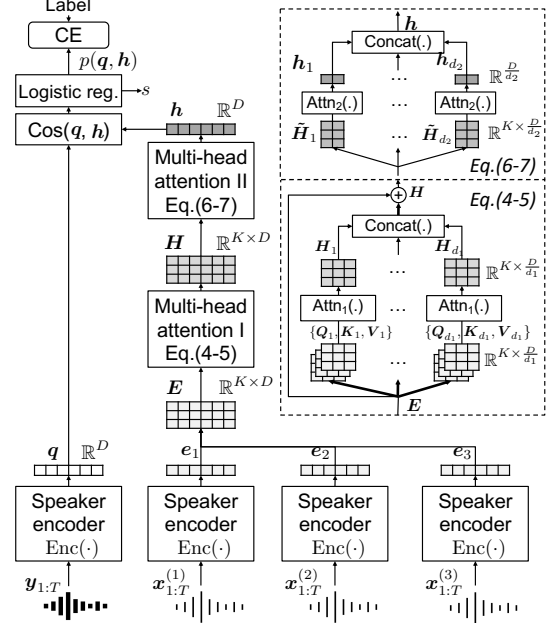 Label
CE
p(q, h)
Logistic reg.
s
Cos(q, h)
h
ℝ^D
Multi-head
attention II
Eq.(6-7)
H
ℝ^{K×D}
Multi-head
attention I
Eq.(4-5)
E
ℝ^{K×D}
q
ℝ^D
e_1
e_2
e_3
Speaker
encoder
Enc(·)
Speaker
encoder
Enc(·)
Speaker
encoder
Enc(·)
Speaker
encoder
Enc(·)
y_{1:T}
x_{1:T}^{(1)}
x_{1:T}^{(2)}
x_{1:T}^{(3)}
h
Concat(.)
h_1
...
h_{d_2}
ℝ^{D/d_2}
Attn_2(.)
...
Attn_2(.)
H̃_1
...
H̃_{d_2}
ℝ^{K×D/d_2}
Eq.(6-7)
+
H
Eq.(4-5)
Concat(.)
H_1
...
H_{d_1}
ℝ^{K×D/d_1}
Attn_1(.)
...
Attn_1(.)
{Q_1, K_1, V_1}
{Q_{d_1}, K_{d_1}, V_{d_1}}
...
ℝ^{K×D/d_1}
E